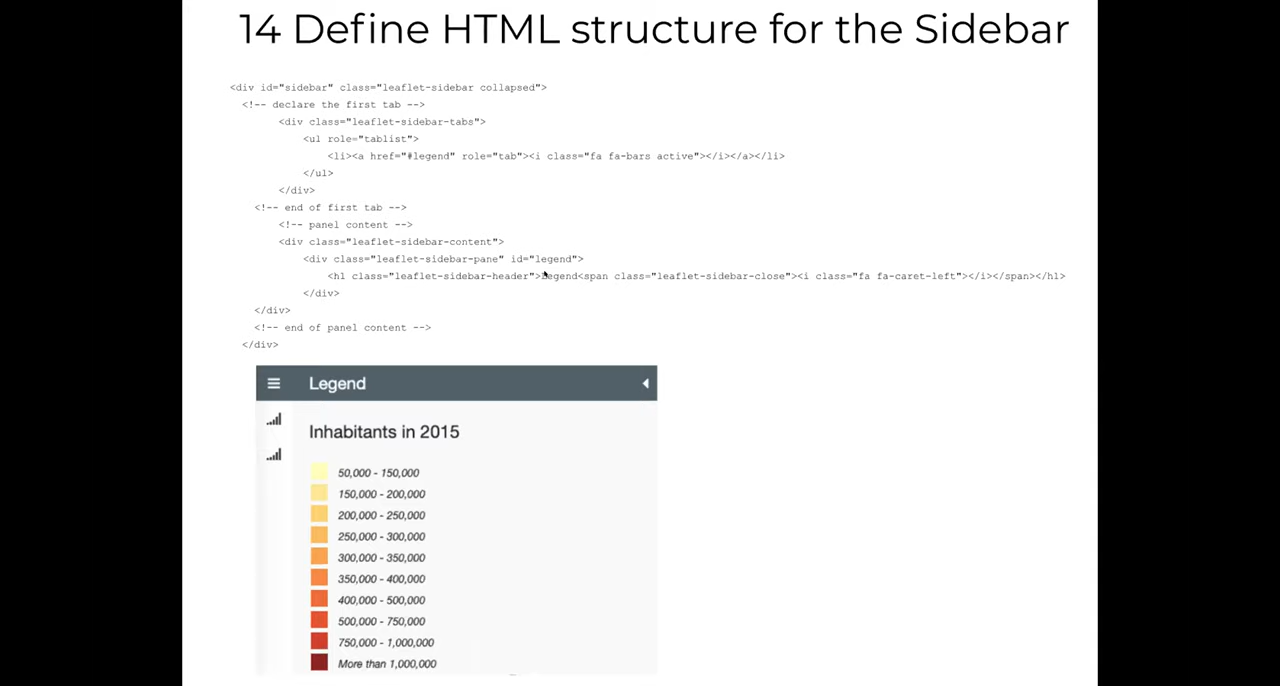 14 Define HTML structure for the Sidebar
<div id="sidebar" class="leaflet-sidebar collapsed">
<!-- declare the first tab -->
<div class="leaflet-sidebar-tabs">
<ul role="tablist">
<li><a href="#legend" role="tab"><i class="fa fa-bars active"></i></a></li>
</ul>
</div>
<!-- end of first tab -->
<!-- panel content -->
<div class="leaflet-sidebar-content">
<div class="leaflet-sidebar-pane" id="legend">
<h1 class="leaflet-sidebar-header">Legend<span class="leaflet-sidebar-close"><i class="fa fa-caret-left"></i></span></h1>
</div>
</div>
<!-- end of panel content -->
</div>
Legend
Inhabitants in 2015
50,000 - 150,000
150,000 - 200,000
200,000 - 250,000
250,000 - 300,000
300,000 - 350,000
350,000 - 400,000
400,000 - 500,000
500,000 - 750,000
750,000 - 1,000,000
More than 1,000,000